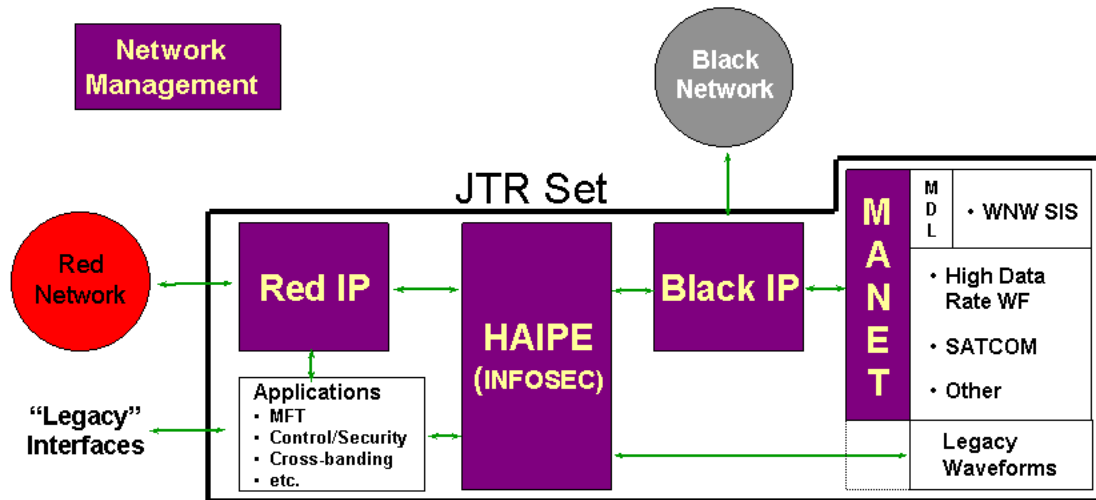 Network
Management
Black
Network
JTR Set
Red
Network
Red IP
HAIPE
(INFOSEC)
Black IP
M
A
N
E
T
M
D
L
• WNW SIS
• High Data
Rate WF
• SATCOM
• Other
Applications
• MFT
• Control/Security
• Cross-banding
• etc.
“Legacy”
Interfaces
Legacy
Waveforms